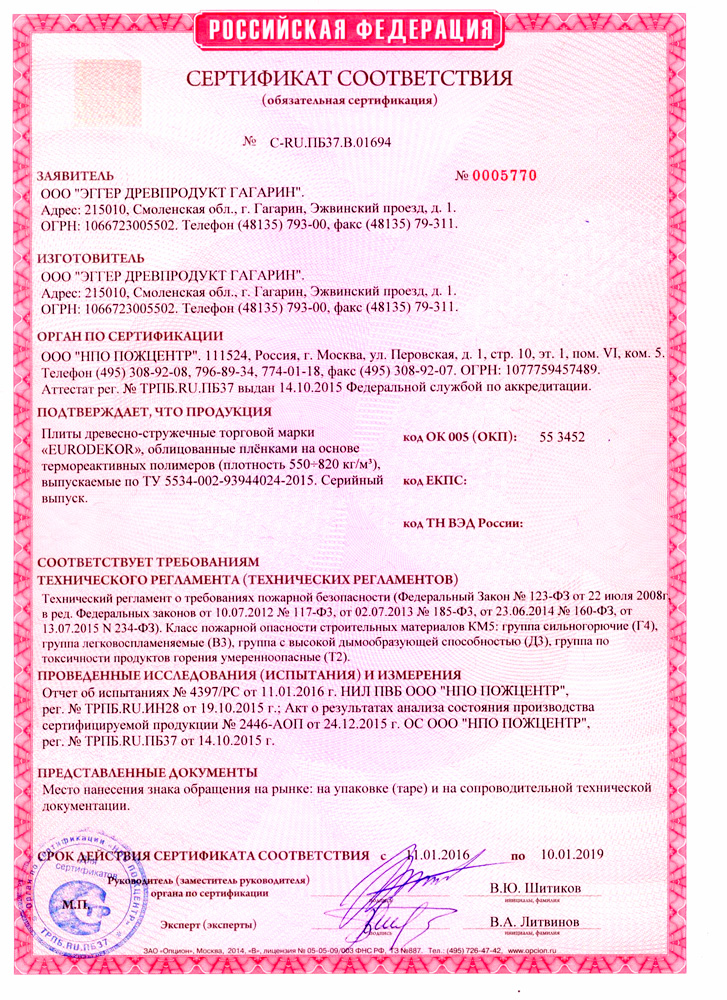 РОССИЙСКАЯ ФЕДЕРАЦИЯ
СЕРТИФИКАТ СООТВЕТСТВИЯ
(обязательная сертификация)
№ C-RU.ПБ37.В.01694
ЗАЯВИТЕЛЬ № 0005770
ООО "ЭГГЕР ДРЕВПРОДУКТ ГАГАРИН".
Адрес: 215010, Смоленская обл., г. Гагарин, Эжвинский проезд, д. 1.
ОГРН: 1066723005502. Телефон (48135) 793-00, факс (48135) 79-311.
ИЗГОТОВИТЕЛЬ
ООО "ЭГГЕР ДРЕВПРОДУКТ ГАГАРИН".
Адрес: 215010, Смоленская обл., г. Гагарин, Эжвинский проезд, д. 1.
ОГРН: 1066723005502. Телефон (48135) 793-00, факс (48135) 79-311.
ОРГАН ПО СЕРТИФИКАЦИИ
ООО "НПО ПОЖЦЕНТР". 111524, Россия, г. Москва, ул. Перовская, д. 1, стр. 10, эт. 1, пом. VI, ком. 5.
Телефон (495) 308-92-08, 796-89-34, 774-01-18, факс (495) 308-92-07. ОГРН: 1077759457489.
Аттестат рег. № ТРПБ.RU.ПБ37 выдан 14.10.2015 Федеральной службой по аккредитации.
ПОДТВЕРЖДАЕТ, ЧТО ПРОДУКЦИЯ
Плиты древесно-стружечные торговой марки
«EURODEKOR», облицованные плёнками на основе
термореактивных полимеров (плотность 550÷820 кг/м³),
выпускаемые по ТУ 5534-002-93944024-2015. Серийный
выпуск.
код ОК 005 (ОКП): 55 3452
код ЕКПС:
код ТН ВЭД России:
СООТВЕТСТВУЕТ ТРЕБОВАНИЯМ
ТЕХНИЧЕСКОГО РЕГЛАМЕНТА (ТЕХНИЧЕСКИХ РЕГЛАМЕНТОВ)
Технический регламент о требованиях пожарной безопасности (Федеральный Закон № 123-ФЗ от 22 июля 2008г,
в ред. Федеральных законов от 10.07.2012 № 117-ФЗ, от 02.07.2013 № 185-ФЗ, от 23.06.2014 № 160-ФЗ, от
13.07.2015 N 234-ФЗ). Класс пожарной опасности строительных материалов КМ5: группа сильногорючие (Г4),
группа легковоспламеняемые (В3), группа с высокой дымообразующей способностью (Д3), группа по
токсичности продуктов горения умеренноопасные (Т2).
ПРОВЕДЕННЫЕ ИССЛЕДОВАНИЯ (ИСПЫТАНИЯ) И ИЗМЕРЕНИЯ
Отчет об испытаниях № 4397/РС от 11.01.2016 г. НИЛ ПВБ ООО "НПО ПОЖЦЕНТР",
рег. № ТРПБ.RU.ИН28 от 19.10.2015 г.; Акт о результатах анализа состояния производства
сертифицируемой продукции № 2446-АОП от 24.12.2015 г. ОС ООО "НПО ПОЖЦЕНТР",
рег. № ТРПБ.RU.ПБ37 от 14.10.2015 г.
ПРЕДСТАВЛЕННЫЕ ДОКУМЕНТЫ
Место нанесения знака обращения на рынке: на упаковке (таре) и на сопроводительной технической
документации.
СРОК ДЕЙСТВИЯ СЕРТИФИКАТА СООТВЕТСТВИЯ с 11.01.2016 по 10.01.2019
Орган по сертификации «НПО ПОЖЦЕНТР»
Для
сертификатов
ТРПБ.RU.ПБ37
М.П.
Руководитель (заместитель руководителя)
органа по сертификации
подпись
В.Ю. Шитиков
инициалы, фамилия
Эксперт (эксперты)
подпись
В.А. Литвинов
инициалы, фамилия
ЗАО «Опцион», Москва, 2014, «В», лицензия № 05-05-09/003 ФНС РФ, ТЗ №887. Тел.: (495) 726-47-42, www.opcion.ru